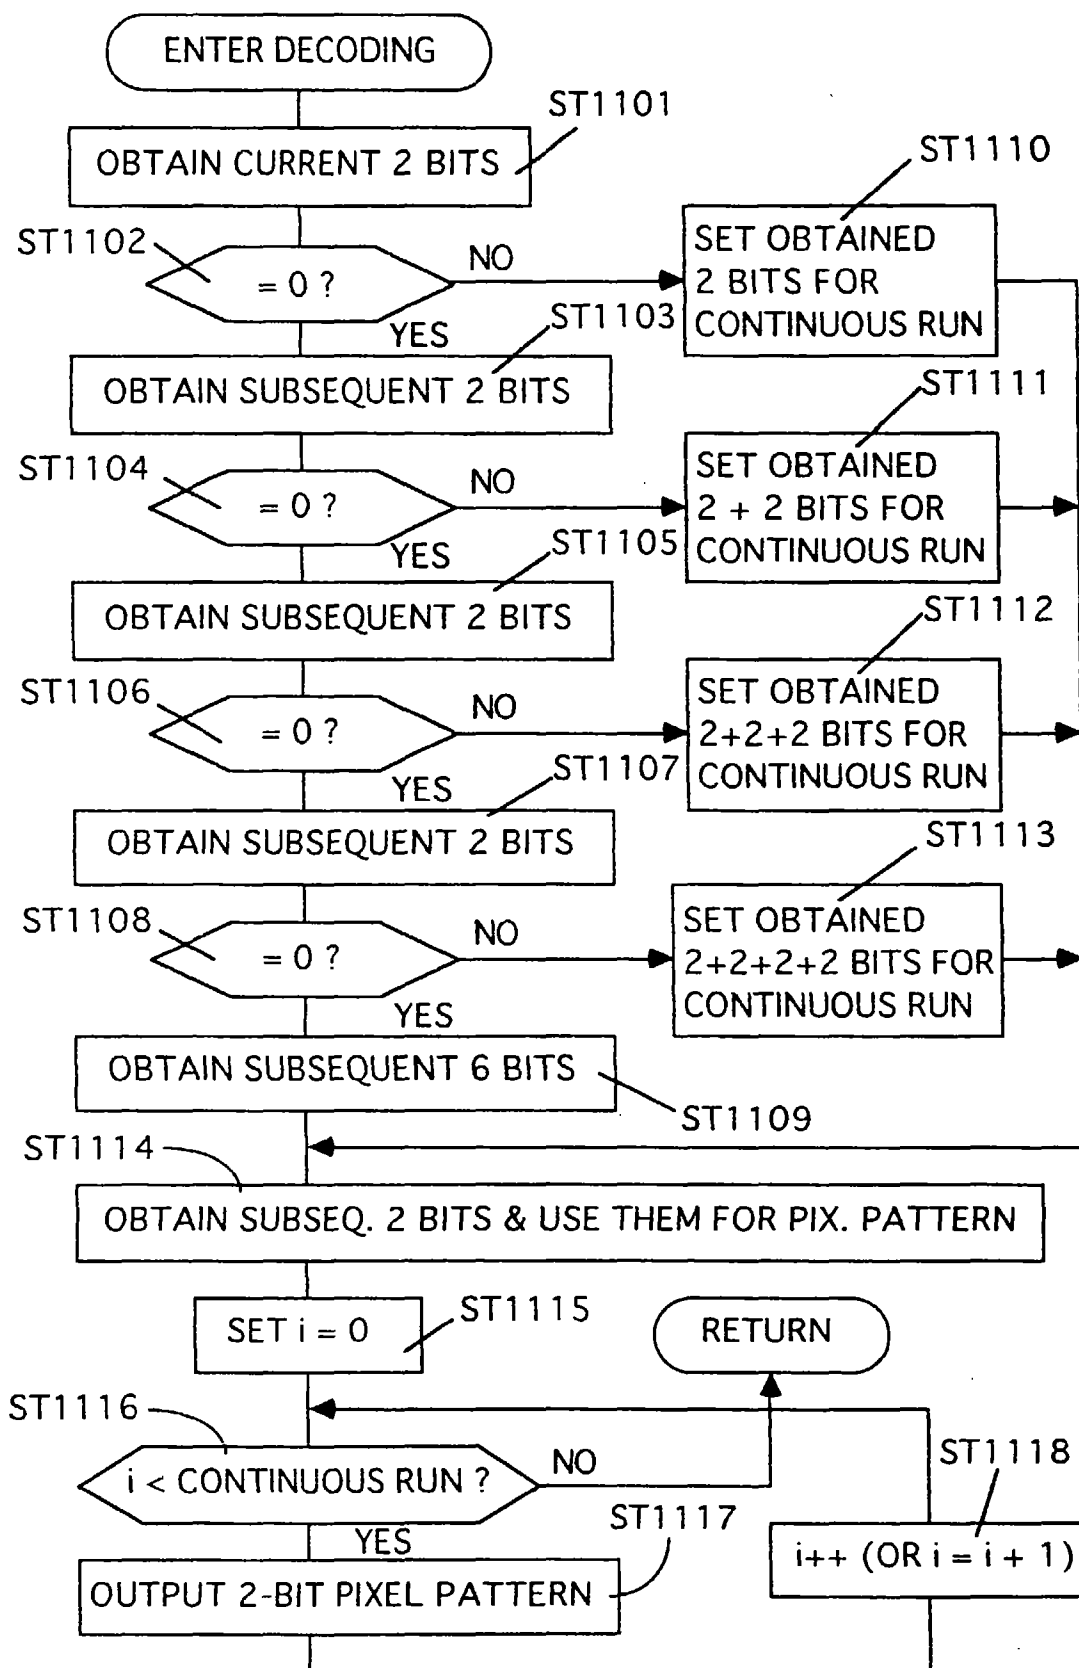 ENTER DECODING
ST1101
OBTAIN CURRENT 2 BITS
ST1110
ST1102
= 0 ?
NO
SET OBTAINED
2 BITS FOR
CONTINUOUS RUN
YES
ST1103
OBTAIN SUBSEQUENT 2 BITS
ST1111
ST1104
= 0 ?
NO
SET OBTAINED
2 + 2 BITS FOR
CONTINUOUS RUN
YES
ST1105
OBTAIN SUBSEQUENT 2 BITS
ST1112
ST1106
= 0 ?
NO
SET OBTAINED
2+2+2 BITS FOR
CONTINUOUS RUN
YES
ST1107
OBTAIN SUBSEQUENT 2 BITS
ST1113
ST1108
= 0 ?
NO
SET OBTAINED
2+2+2+2 BITS FOR
CONTINUOUS RUN
YES
OBTAIN SUBSEQUENT 6 BITS
ST1109
ST1114
OBTAIN SUBSEQ. 2 BITS & USE THEM FOR PIX. PATTERN
SET i = 0
ST1115
RETURN
ST1116
i < CONTINUOUS RUN ?
NO
ST1118
YES
ST1117
i++ (OR i = i + 1)
OUTPUT 2-BIT PIXEL PATTERN